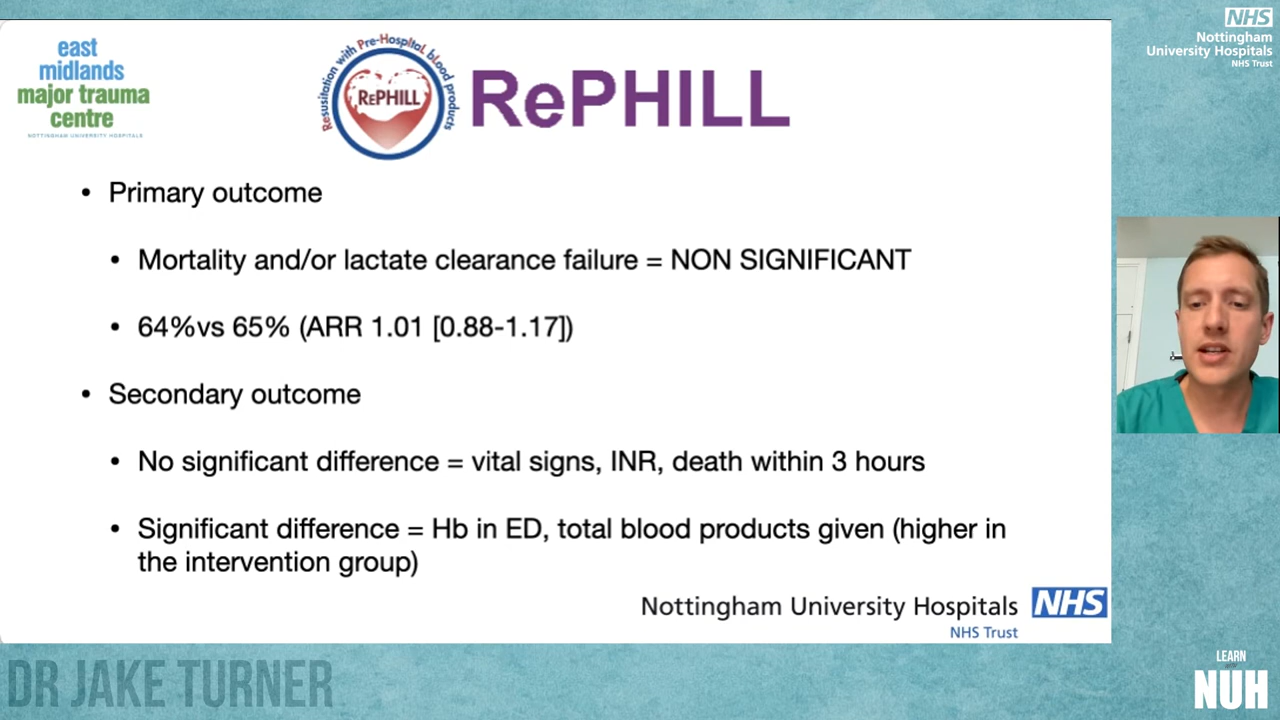 east
midlands
major trauma
centre
NOTTINGHAM UNIVERSITY HOSPITALS
Resusitation with Pre-HospitaL bLood products
RePHILL
RePHILL
NHS
Nottingham
University Hospitals
NHS Trust
• Primary outcome
• Mortality and/or lactate clearance failure = NON SIGNIFICANT
• 64%vs 65% (ARR 1.01 [0.88-1.17])
• Secondary outcome
• No significant difference = vital signs, INR, death within 3 hours
• Significant difference = Hb in ED, total blood products given (higher in
the intervention group)
Nottingham University Hospitals NHS
NHS Trust
DR JAKE TURNER
LEARN
NUH